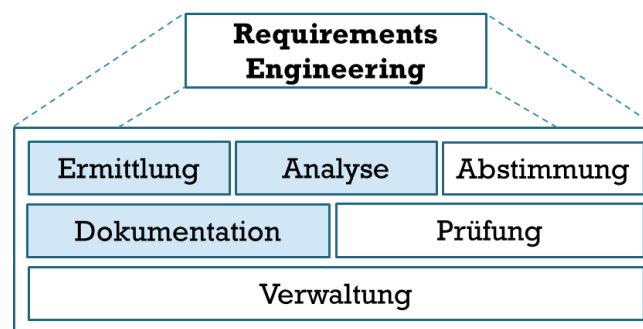 Requirements
Engineering
Ermittlung Analyse Abstimmung
Dokumentation Prüfung
Verwaltung